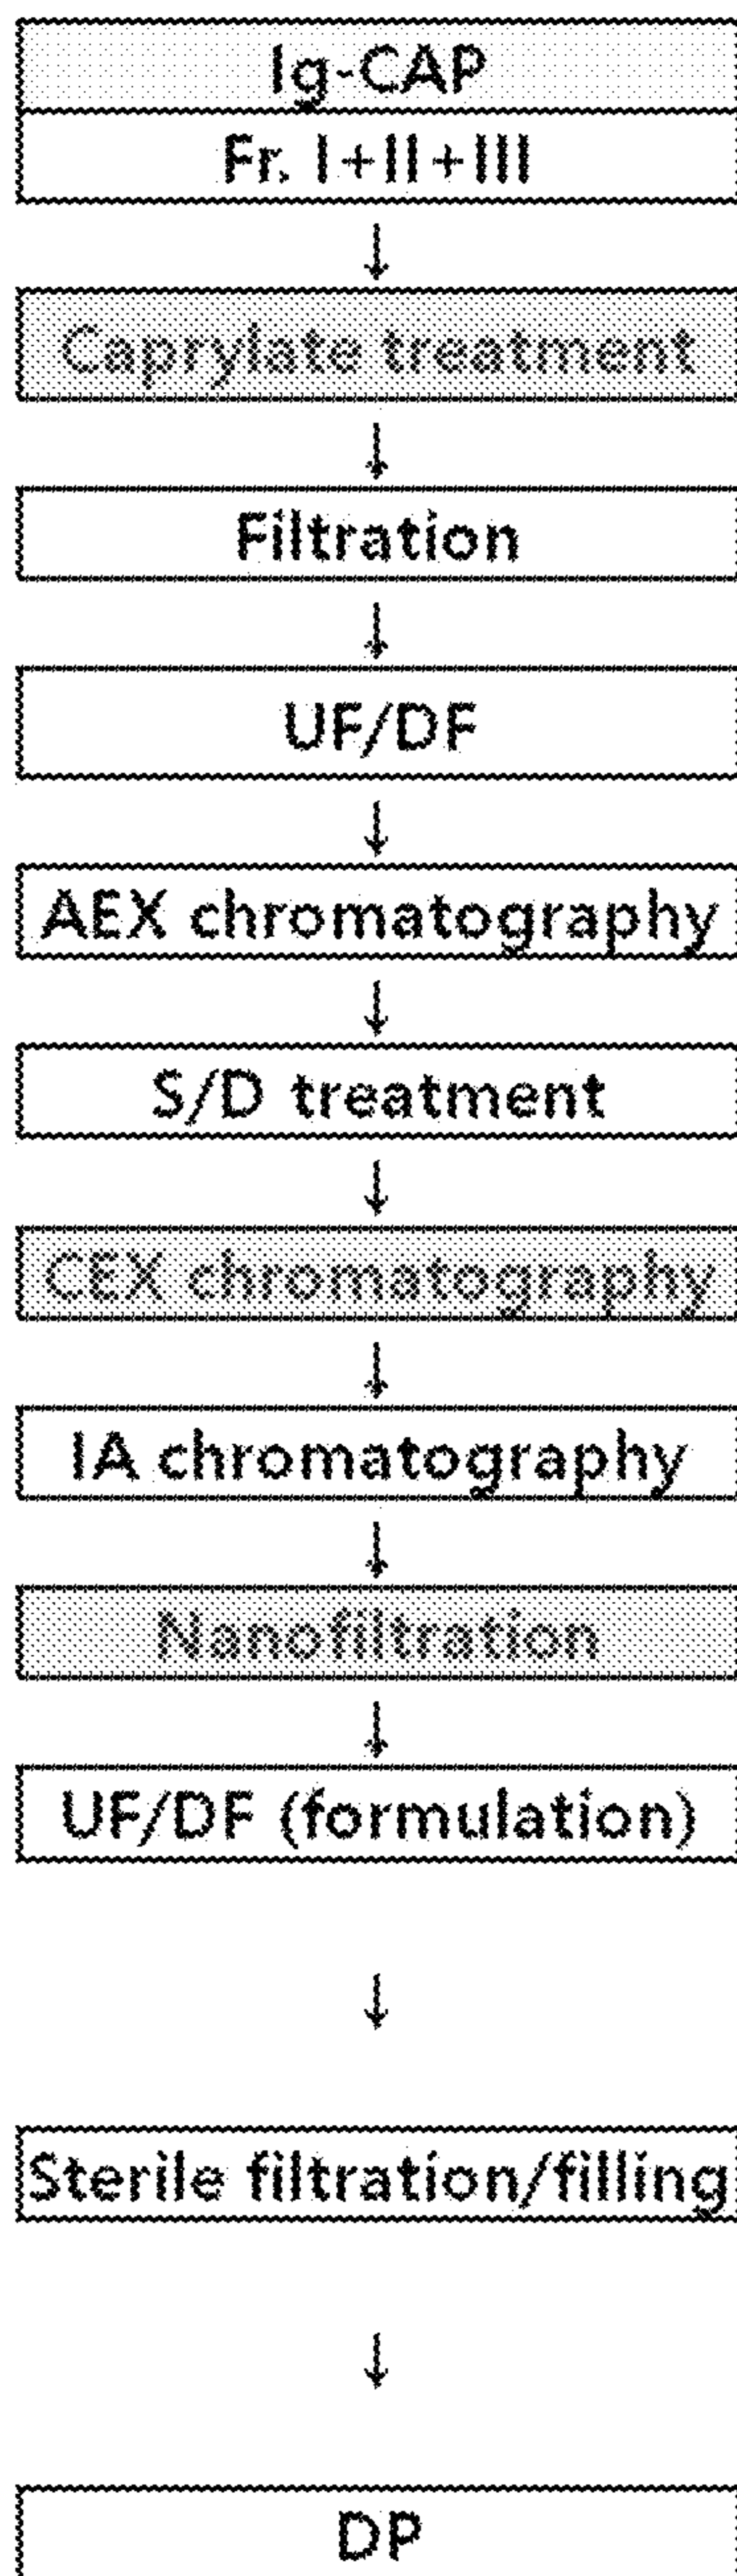 Ig-CAP
Fr. I+II+III
↓
Caprylate treatment
↓
Filtration
↓
UF/DF
↓
AEX chromatography
↓
S/D treatment
↓
CEX chromatography
↓
IA chromatography
↓
Nanofiltration
↓
UF/DF (formulation)
↓
Sterile filtration/filling
↓
DP